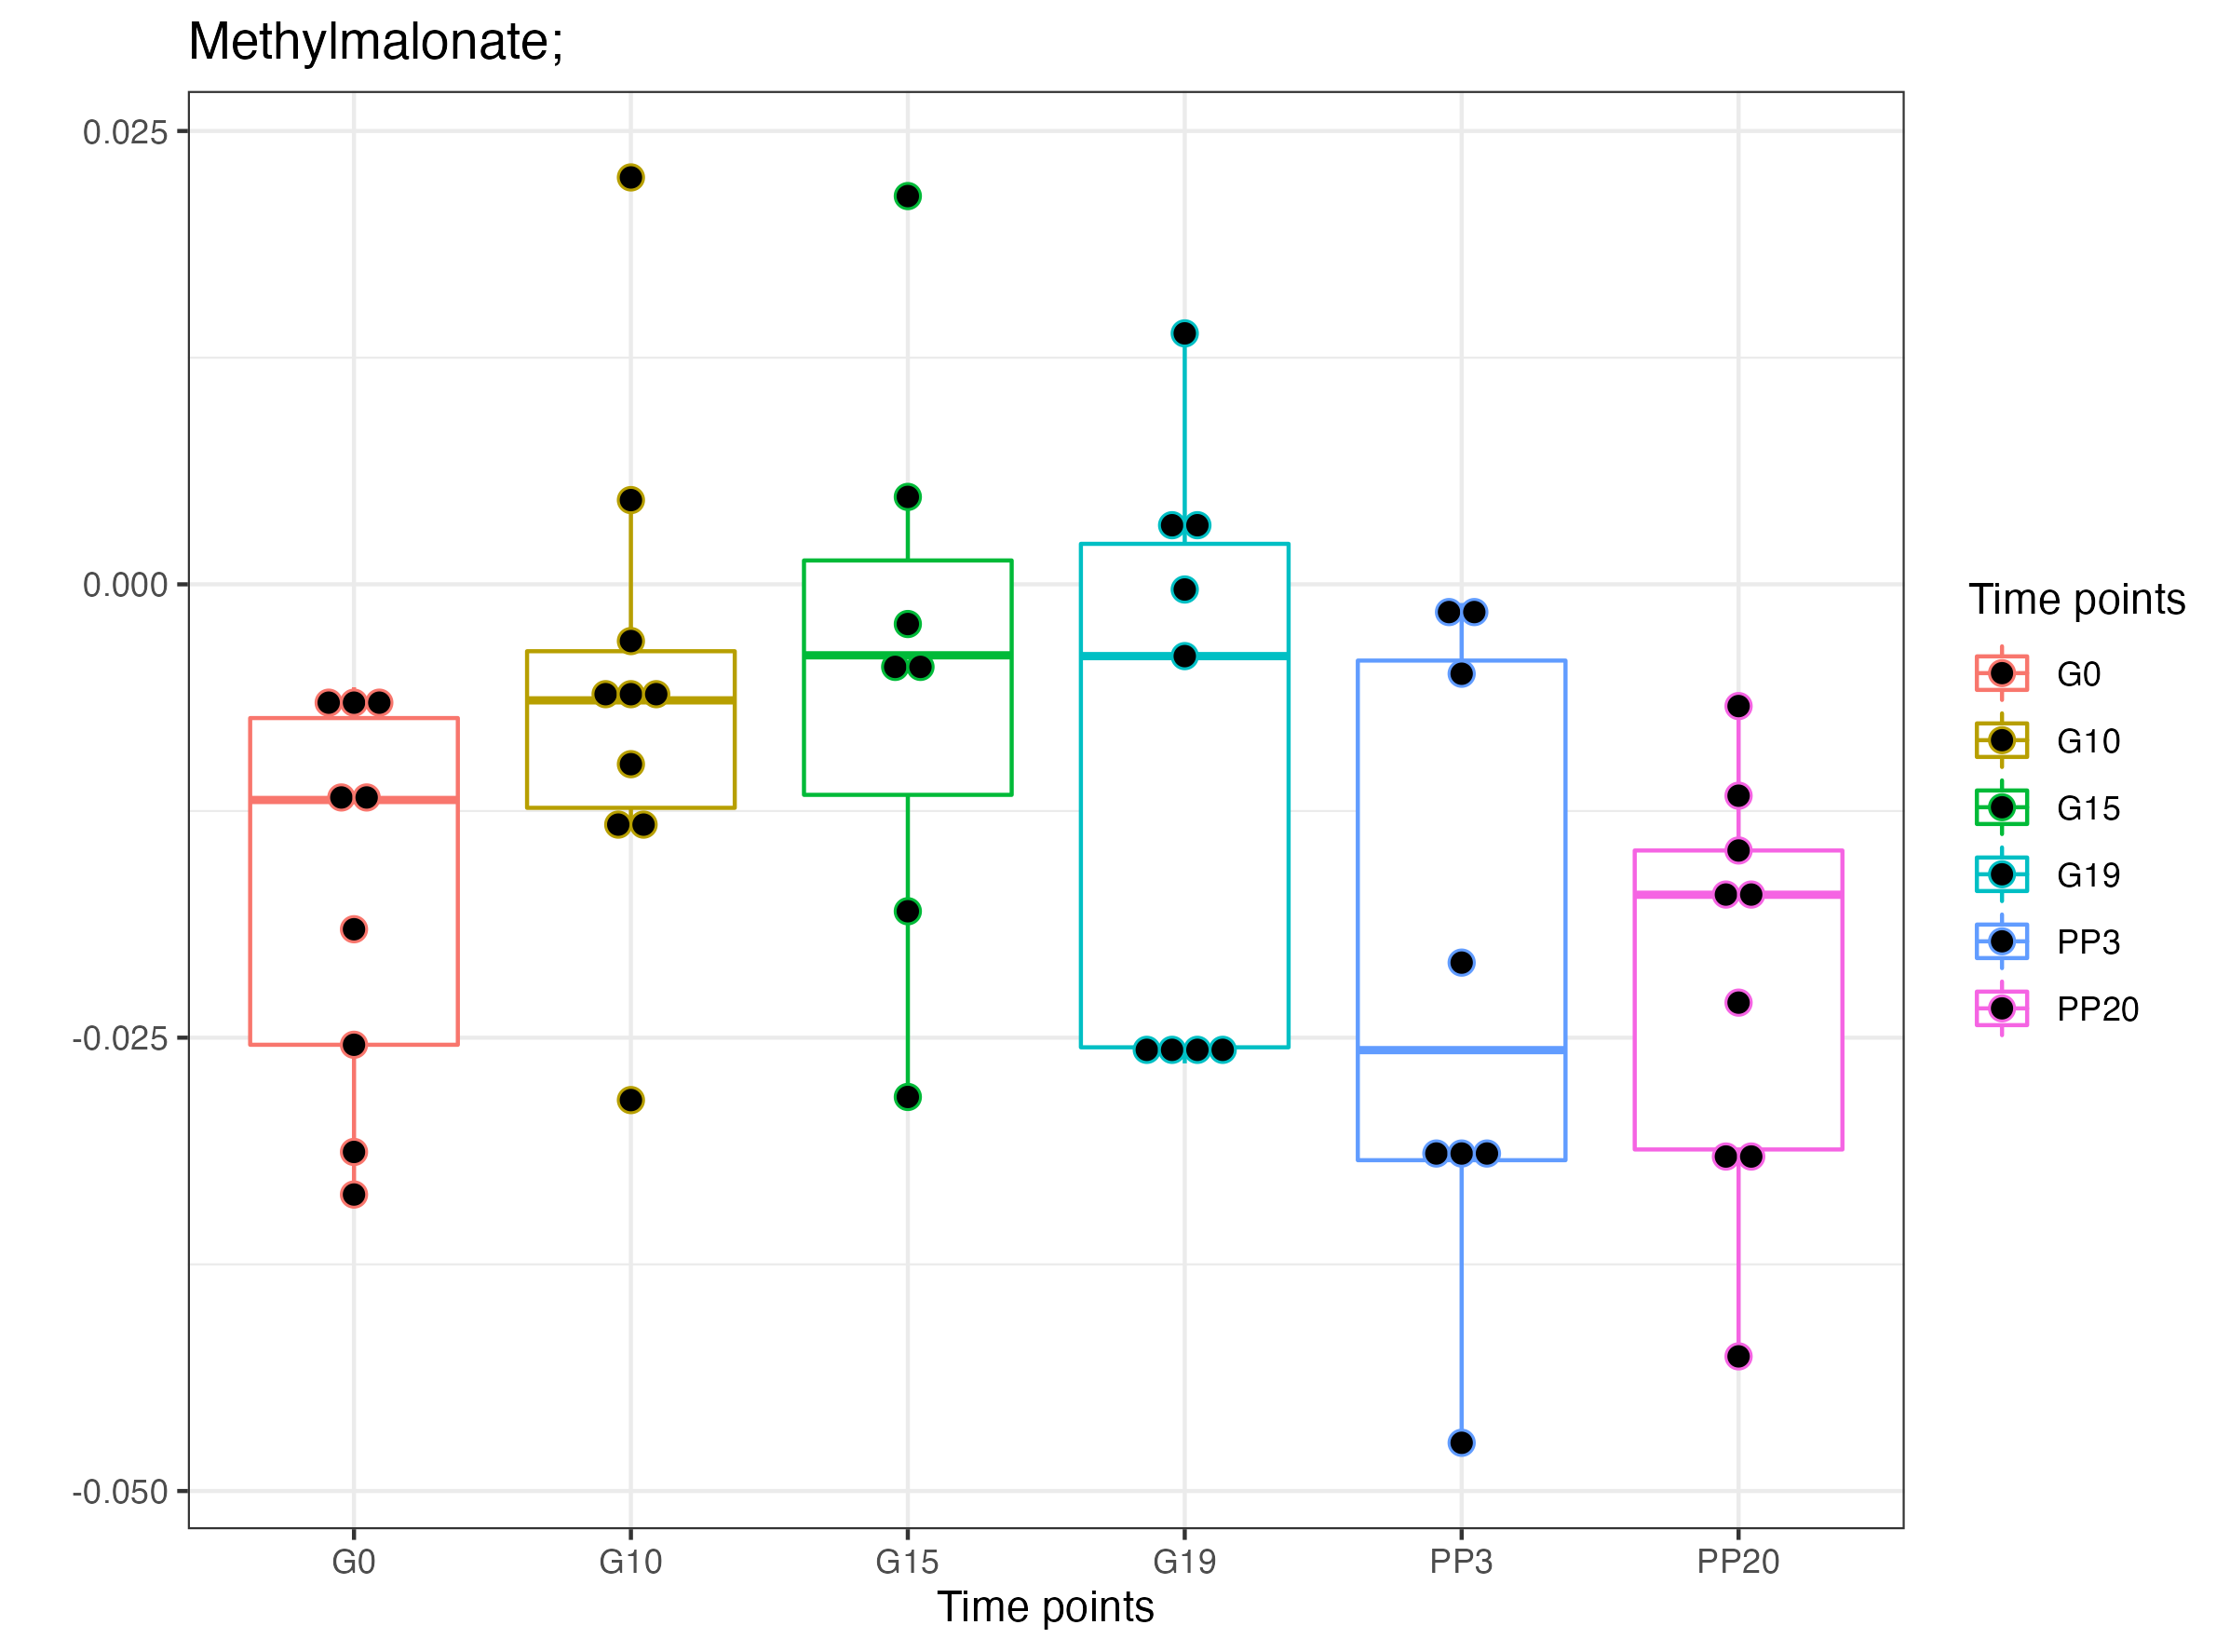 Methylmalonate;
0.025
0.000
-0.025
-0.050
G0 G10 G15 G19 PP3 PP20
Time points
Time points
G0
G10
G15
G19
PP3
PP20